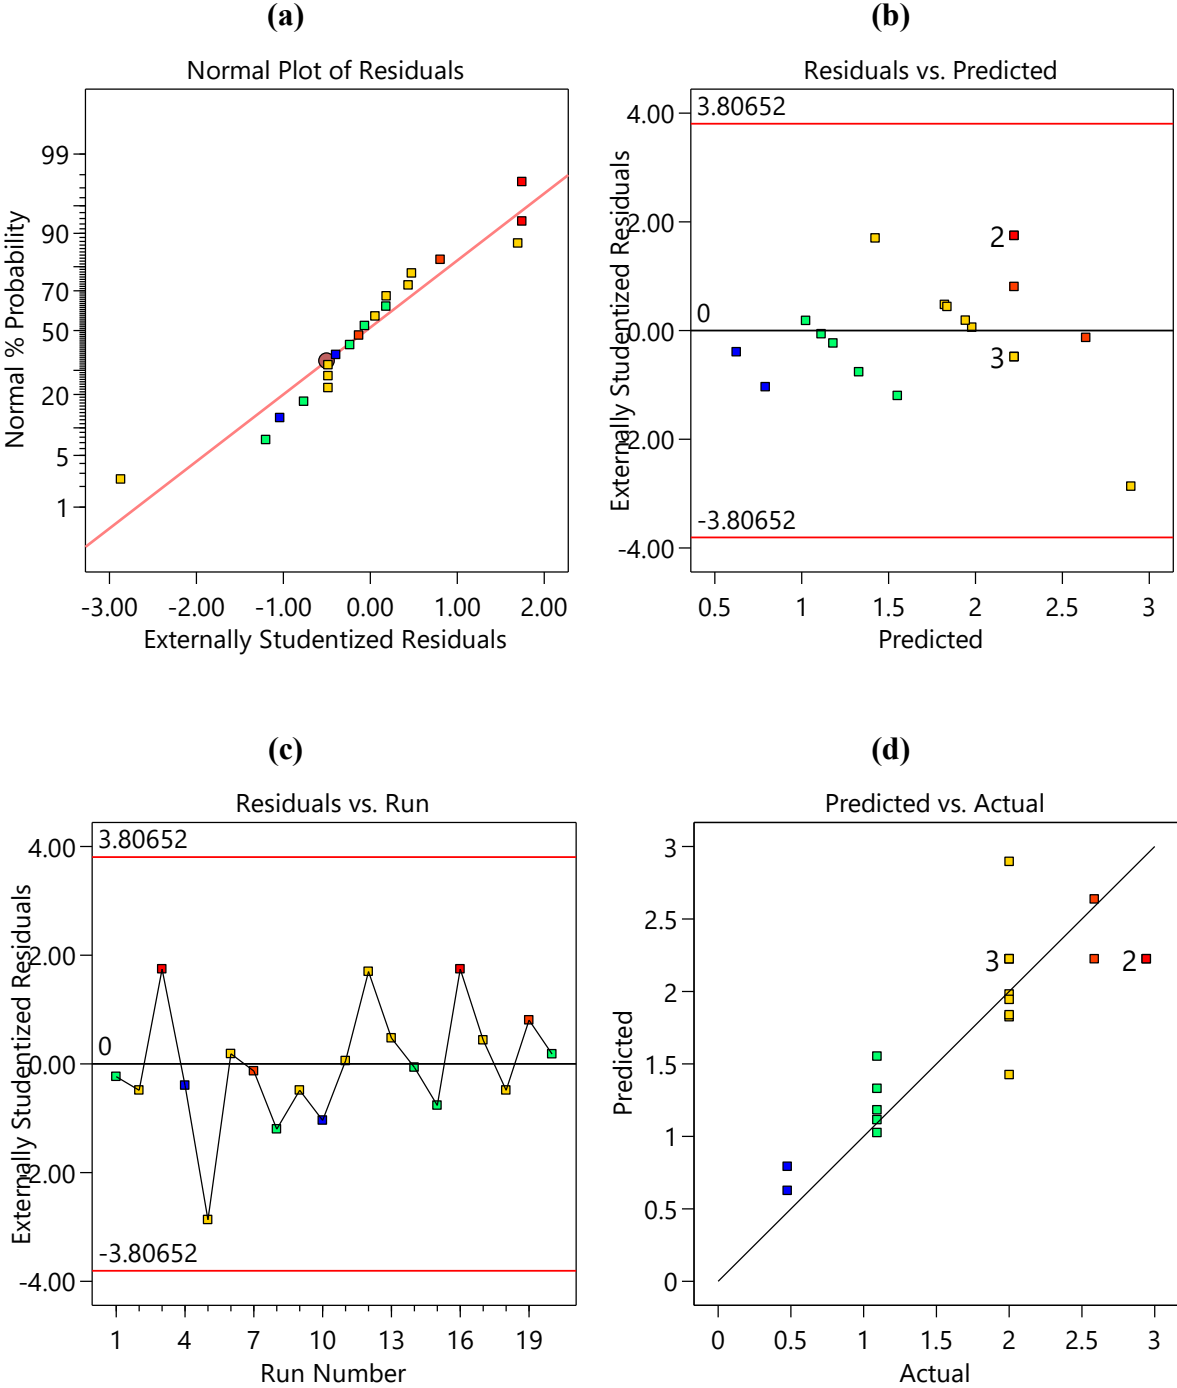 (a)
Normal Plot of Residuals
Normal % Probability
99
90
70
50
20
5
1
-3.00 -2.00 -1.00 0.00 1.00 2.00
Externally Studentized Residuals
(b)
Residuals vs. Predicted
Externally Studentized Residuals
4.00
2.00
0.00
-2.00
-4.00
3.80652
0
-3.80652
2
3
0.5 1 1.5 2 2.5 3
Predicted
(c)
Residuals vs. Run
Externally Studentized Residuals
4.00
2.00
0.00
-2.00
-4.00
3.80652
0
-3.80652
1 4 7 10 13 16 19
Run Number
(d)
Predicted vs. Actual
Predicted
3
2.5
2
1.5
1
0.5
0
3
2
0 0.5 1 1.5 2 2.5 3
Actual